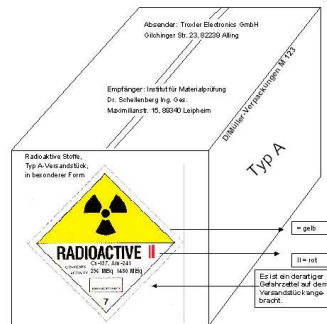 Absender: Troxler Electronics GmbH
Gilchinger Str. 23, 82239 Alling
Empfänger: Institut für Materialprüfung
Dr. Schellenberg Ing. Ges.
Maximilianstr. 15, 89340 Leipheim
D/Müller-Verpackungen M 123
Typ A
Radioaktive Stoffe,
Typ A-Versandstück,
in besonderer Form
RADIOACTIVE II
Cs-137, Am-241
296 MBq 1480 MBq
7
= gelb
II = rot
Es ist ein derartiger
Gefahrzettel auf dem
Versandstück ange
bracht.